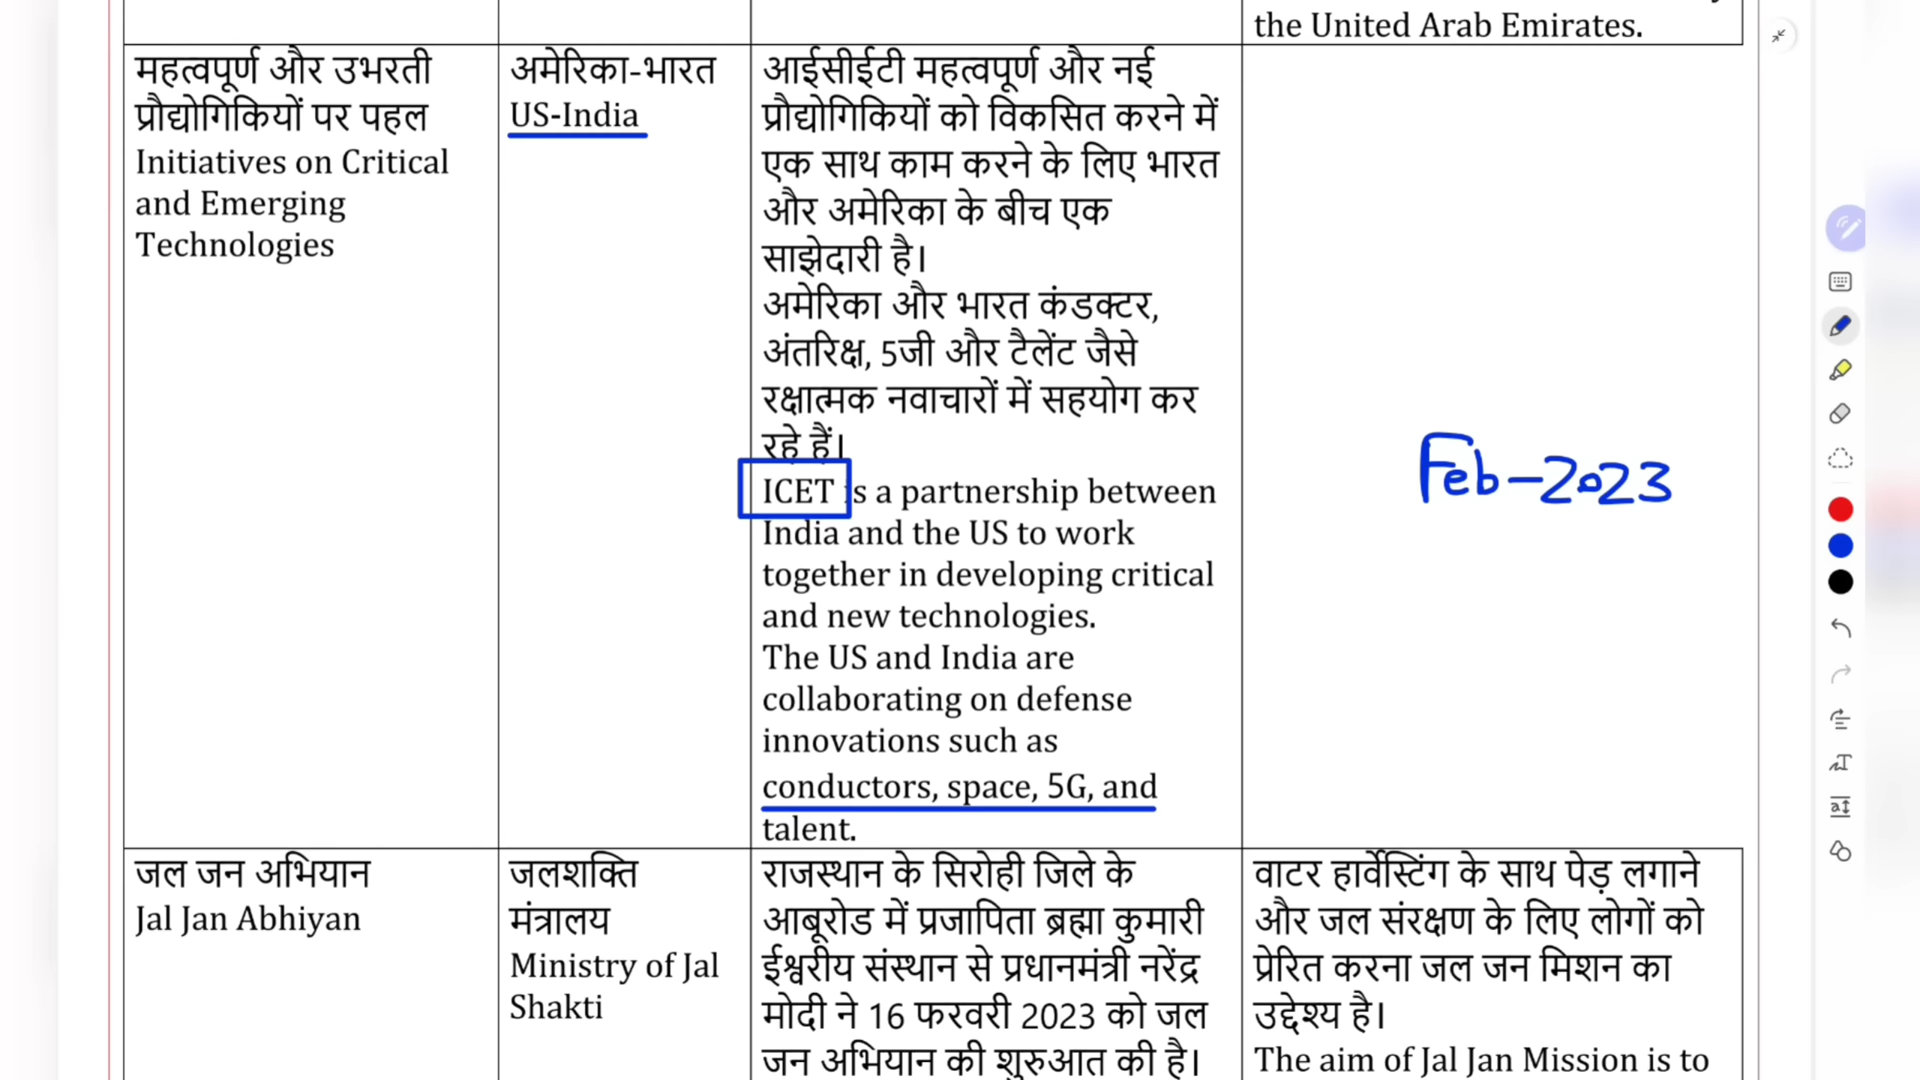 the United Arab Emirates.
महत्वपूर्ण और उभरती
प्रौद्योगिकियों पर पहल
Initiatives on Critical
and Emerging
Technologies
अमेरिका-भारत
US-India
आईसीईटी महत्वपूर्ण और नई
प्रौद्योगिकियों को विकसित करने में
एक साथ काम करने के लिए भारत
और अमेरिका के बीच एक
साझेदारी है।
अमेरिका और भारत कंडक्टर,
अंतरिक्ष, 5जी और टैलेंट जैसे
रक्षात्मक नवाचारों में सहयोग कर
रहे हैं।
ICET is a partnership between
India and the US to work
together in developing critical
and new technologies.
The US and India are
collaborating on defense
innovations such as
conductors, space, 5G, and
talent.
Feb-2023
जल जन अभियान
Jal Jan Abhiyan
जलशक्ति
मंत्रालय
Ministry of Jal
Shakti
राजस्थान के सिरोही जिले के
आबूरोड में प्रजापिता ब्रह्मा कुमारी
ईश्वरीय संस्थान से प्रधानमंत्री नरेंद्र
मोदी ने 16 फरवरी 2023 को जल
जन अभियान की शुरुआत की है।
वाटर हार्वेस्टिंग के साथ पेड़ लगाने
और जल संरक्षण के लिए लोगों को
प्रेरित करना जल जन मिशन का
उद्देश्य है।
The aim of Jal Jan Mission is to